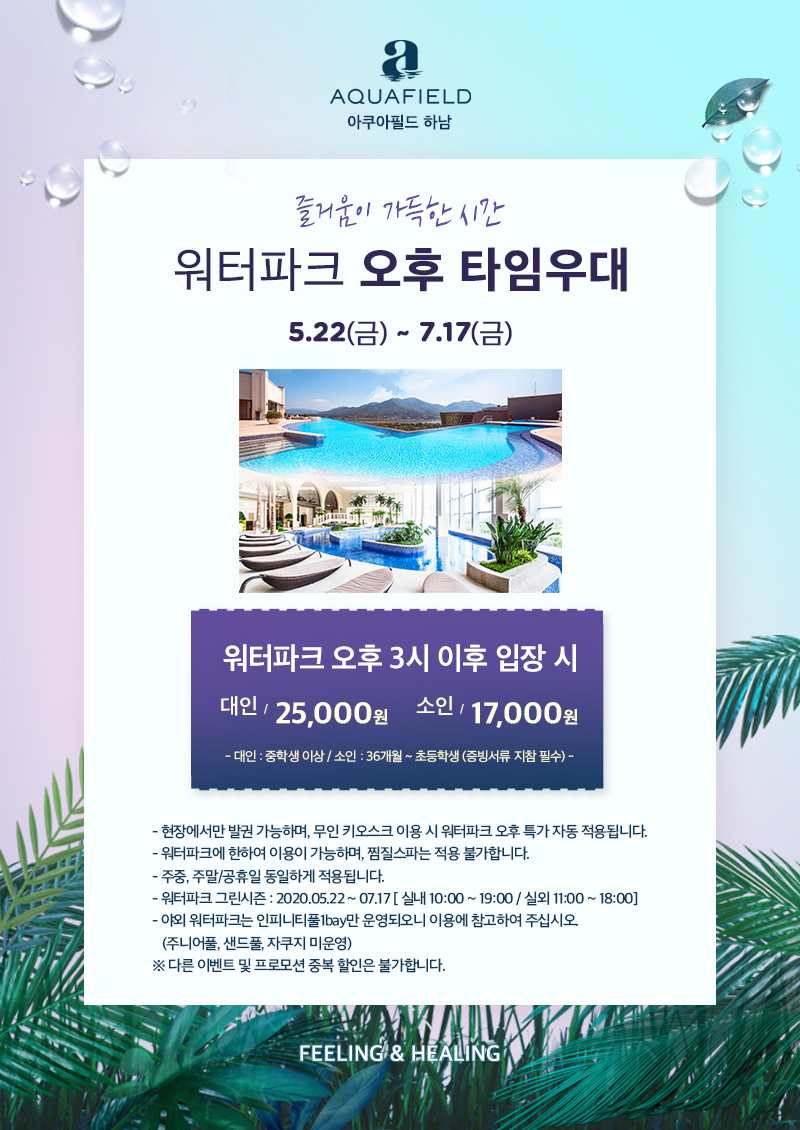 a
AQUAFIELD
아쿠아필드 하남
즐거움이 가득한 시간
워터파크 오후 타임우대
5.22(금) ~ 7.17(금)
워터파크 오후 3시 이후 입장 시
대인 / 25,000원 소인 / 17,000원
- 대인 : 중학생 이상 / 소인 : 36개월 ~ 초등학생 (증빙서류 지참 필수) -
- 현장에서만 발권 가능하며, 무인 키오스크 이용 시 워터파크 오후 특가 자동 적용됩니다.
- 워터파크에 한하여 이용이 가능하며, 찜질스파는 적용 불가합니다.
- 주중, 주말/공휴일 동일하게 적용됩니다.
- 워터파크 그린시즌 : 2020.05.22 ~ 07.17 [ 실내 10:00 ~ 19:00 / 실외 11:00 ~ 18:00]
- 야외 워터파크는 인피니티풀1bay만 운영되오니 이용에 참고하여 주십시오.
(주니어풀, 샌드풀, 자쿠지 미운영)
※ 다른 이벤트 및 프로모션 중복 할인은 불가합니다.
FEELING & HEALING